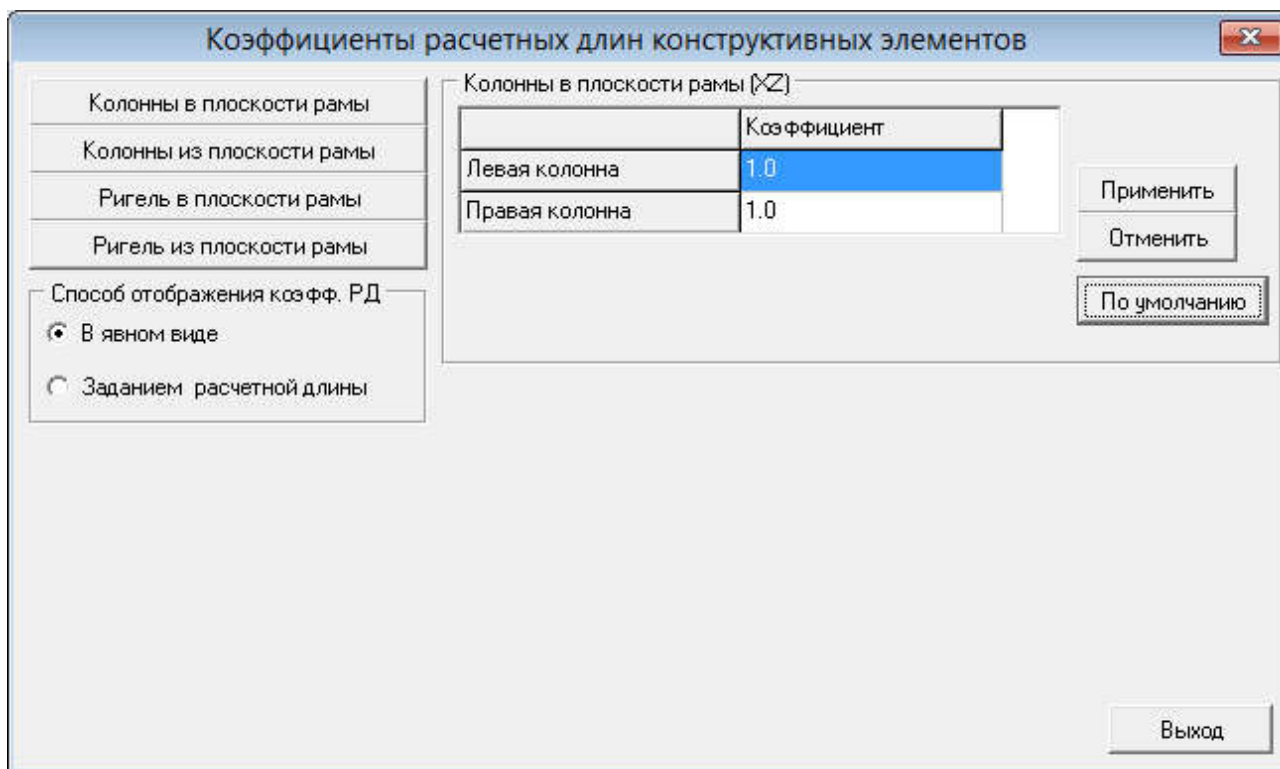 Коэффициенты расчетных длин конструктивных элементов
Колонны в плоскости рамы
Колонны из плоскости рамы
Ригель в плоскости рамы
Ригель из плоскости рамы
Способ отображения коэфф. РД
В явном виде
Заданием расчетной длины
Колонны в плоскости рамы (XZ)
Коэффициент
Левая колонна 1.0
Правая колонна 1.0
Применить
Отменить
По умолчанию
Выход